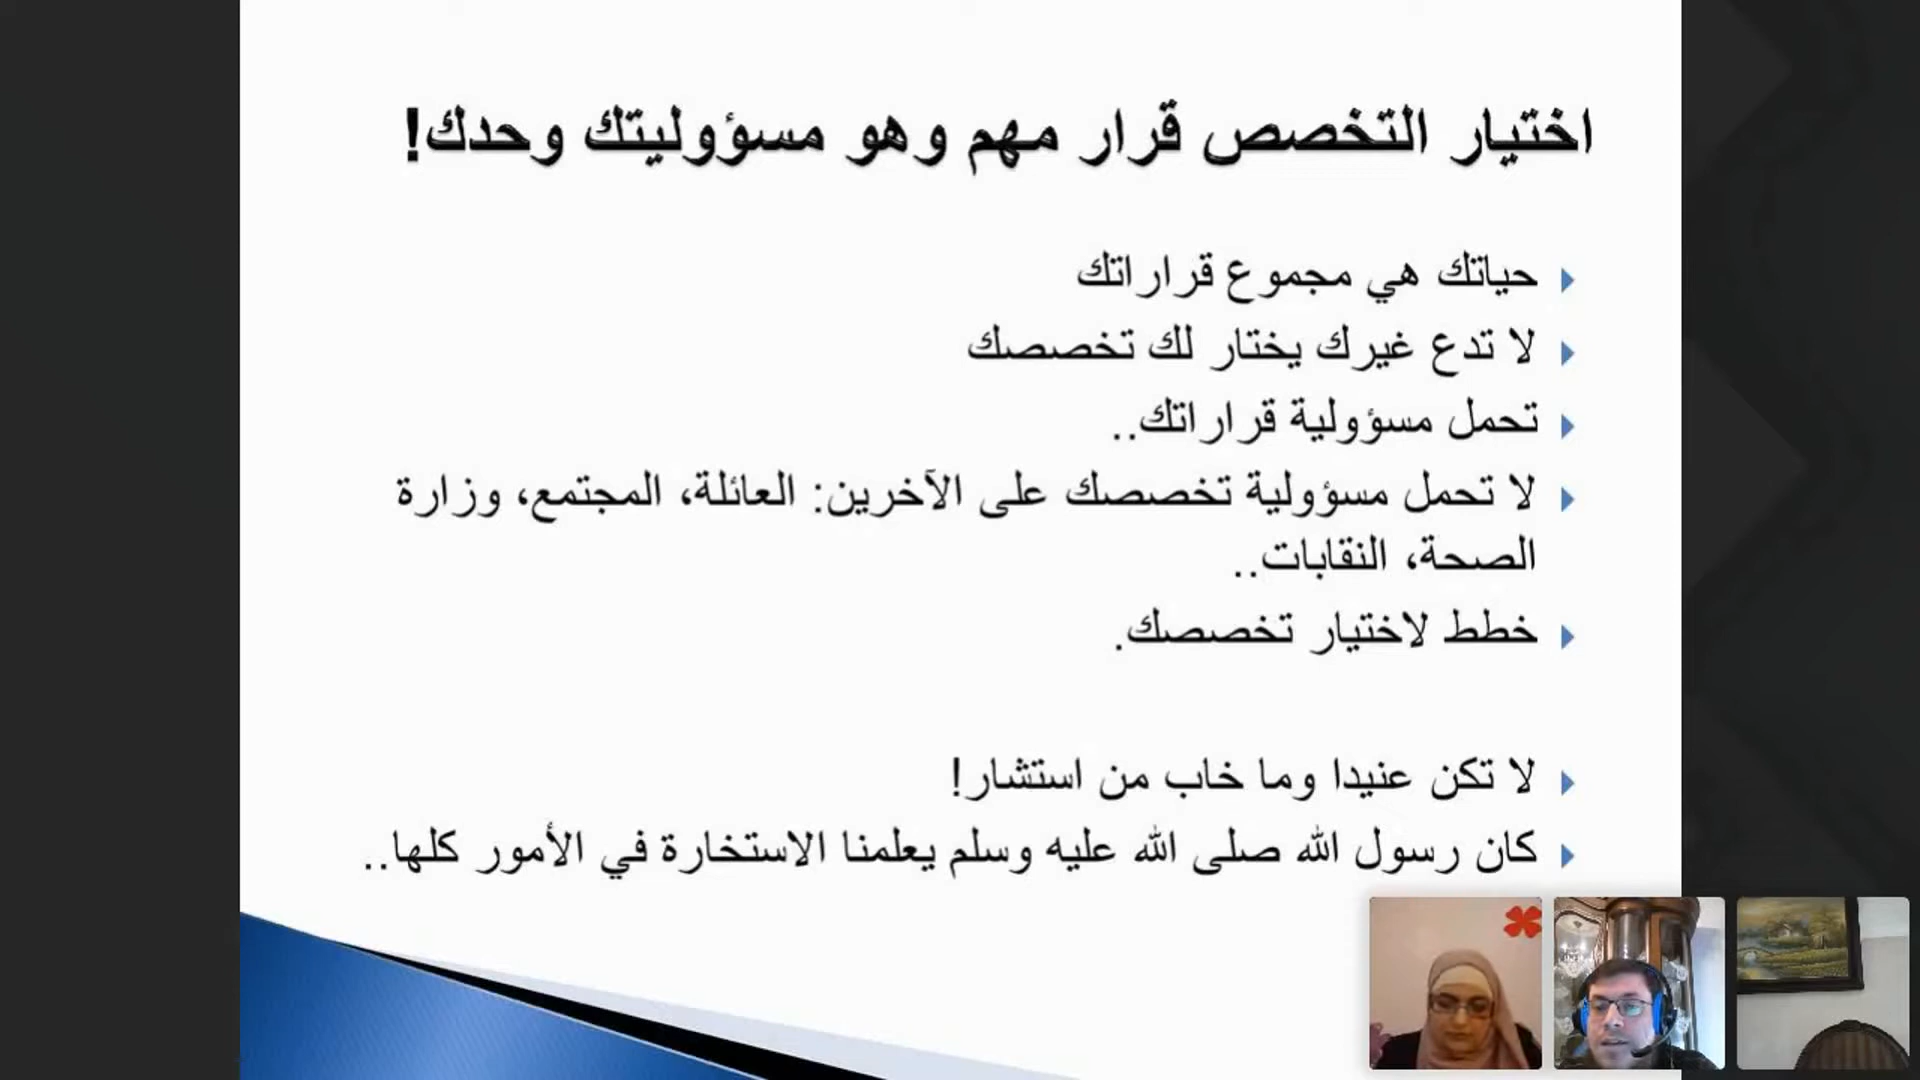 اختيار التخصص قرار مهم وهو مسؤوليتك وحدك!
حياتك هي مجموع قراراتك
لا تدع غيرك يختار لك تخصصك
تحمل مسؤولية قراراتك..
لا تحمل مسؤولية تخصصك على الآخرين: العائلة، المجتمع، وزارة
الصحة، النقابات..
خطط لاختيار تخصصك.
لا تكن عنيدا وما خاب من استشار!
كان رسول الله صلى الله عليه وسلم يعلمنا الاستخارة في الأمور كلها..